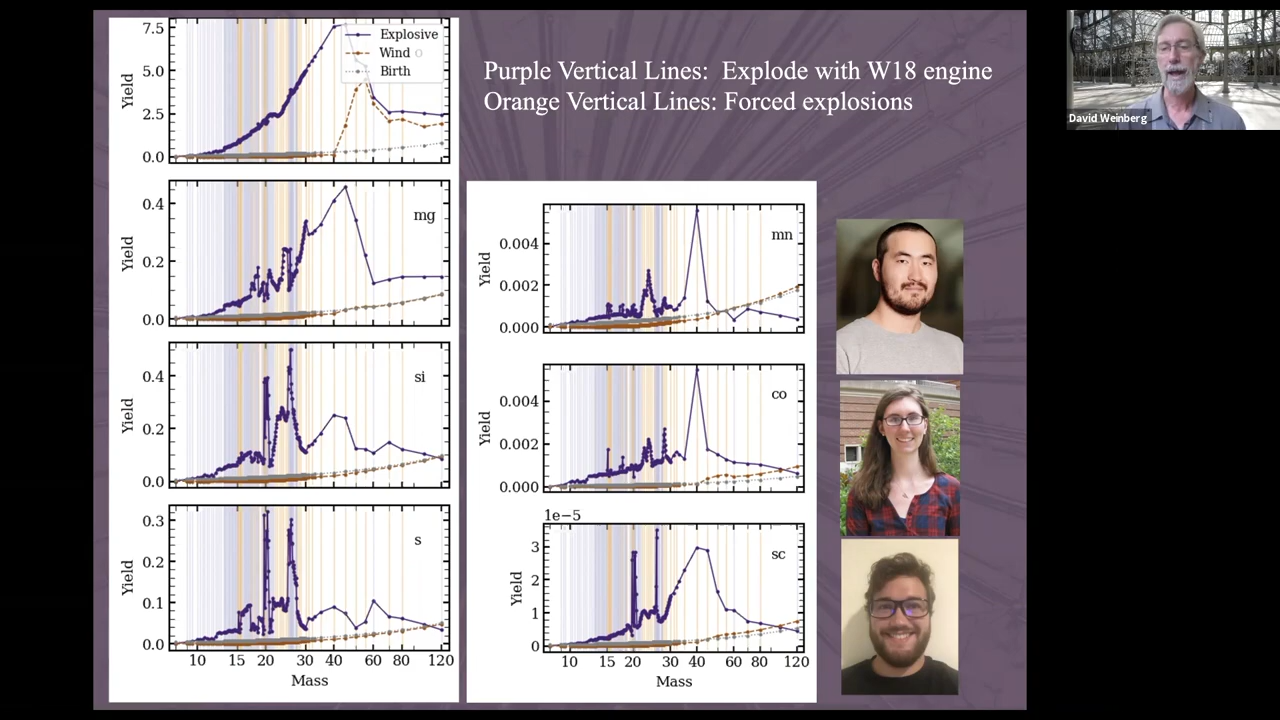 Purple Vertical Lines: Explode with W18 engine
Orange Vertical Lines: Forced explosions
David Weinberg
7.5
5.0
2.5
0.0
Yield
Explosive
Wind
Birth
o
0.4
0.2
0.0
Yield
mg
0.4
0.2
0.0
Yield
si
0.3
0.2
0.1
0.0
Yield
s
10 15 20 30 40 60 80 120
Mass
0.004
0.002
0.000
Yield
mn
0.004
0.002
0.000
Yield
co
1e−5
3
2
1
0
Yield
sc
10 15 20 30 40 60 80 120
Mass